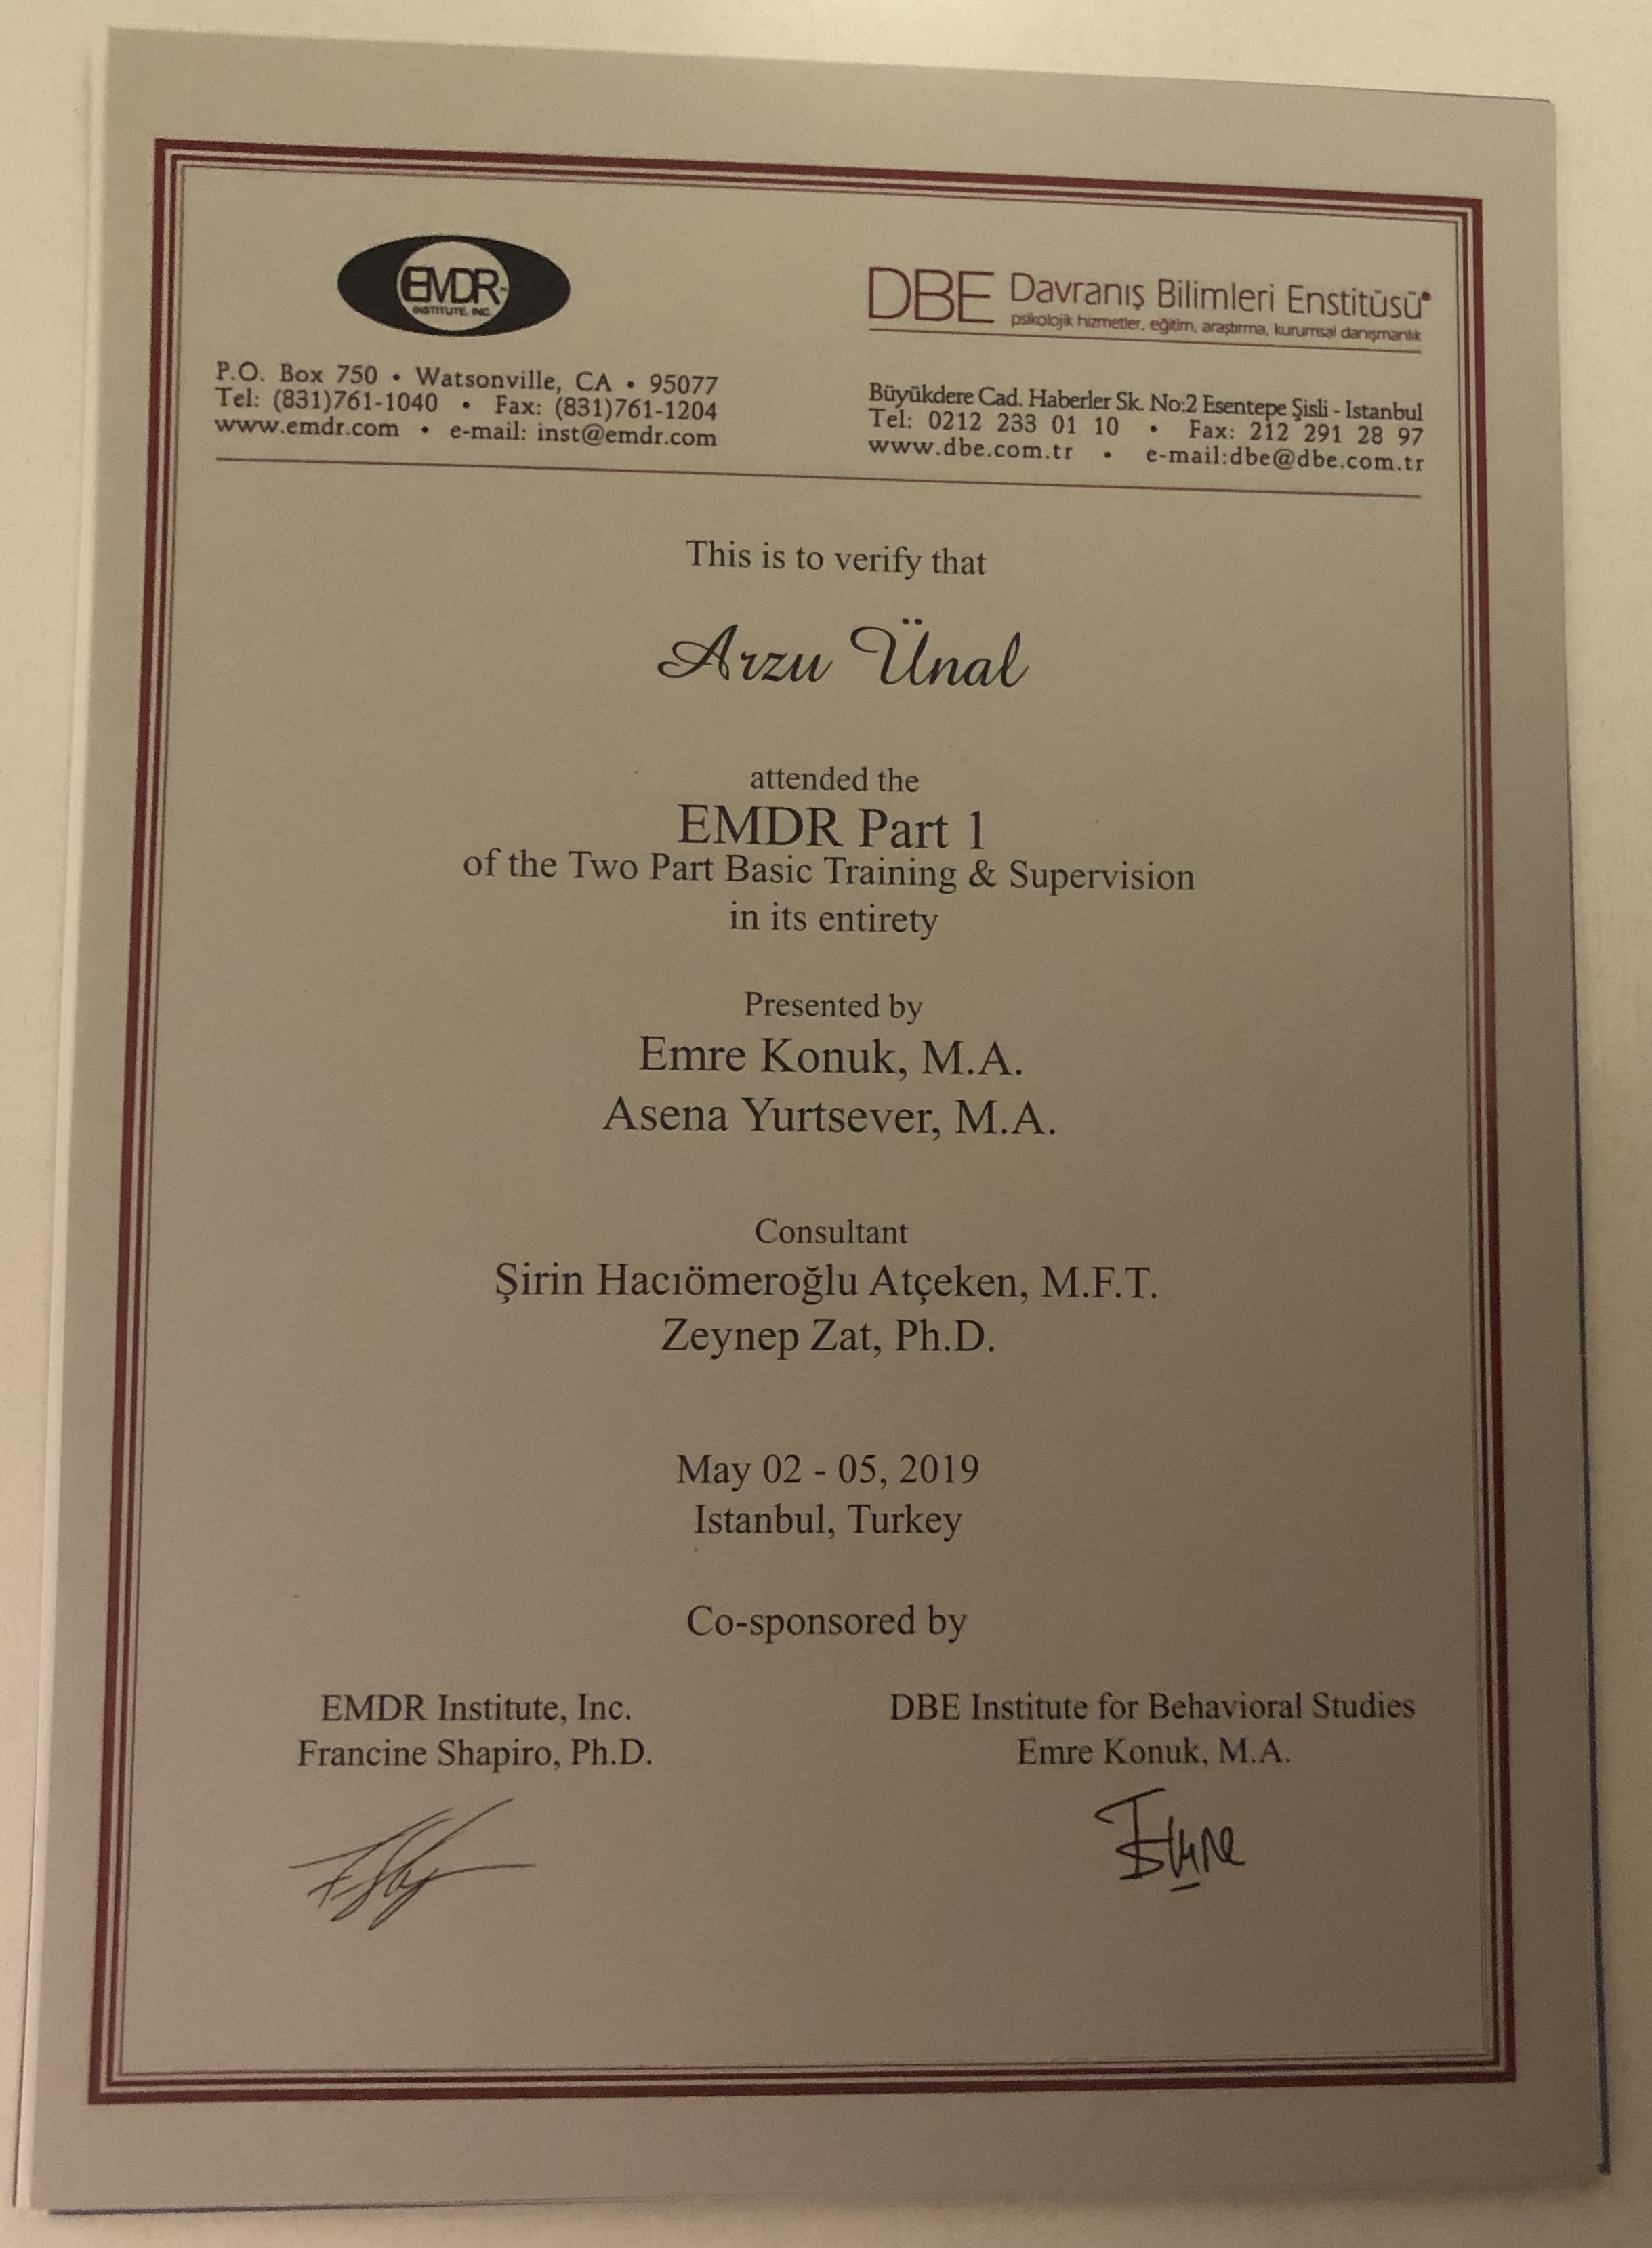 EMDR
INSTITUTE, INC.
P.O. Box 750 • Watsonville, CA • 95077
Tel: (831)761-1040 • Fax: (831)761-1204
www.emdr.com • e-mail: inst@emdr.com
DBE Davranış Bilimleri Enstitüsü
psikolojik hizmetler, eğitim, araştırma, kurumsal danışmanlık
Büyükdere Cad. Haberler Sk. No:2 Esentepe Şişli - Istanbul
Tel: 0212 233 01 10 • Fax: 212 291 28 97
www.dbe.com.tr • e-mail:dbe@dbe.com.tr
This is to verify that
Arzu Ünal
attended the
EMDR Part 1
of the Two Part Basic Training & Supervision
in its entirety
Presented by
Emre Konuk, M.A.
Asena Yurtsever, M.A.
Consultant
Şirin Hacıömeroğlu Atçeken, M.F.T.
Zeynep Zat, Ph.D.
May 02 - 05, 2019
Istanbul, Turkey
Co-sponsored by
EMDR Institute, Inc.
Francine Shapiro, Ph.D.
DBE Institute for Behavioral Studies
Emre Konuk, M.A.